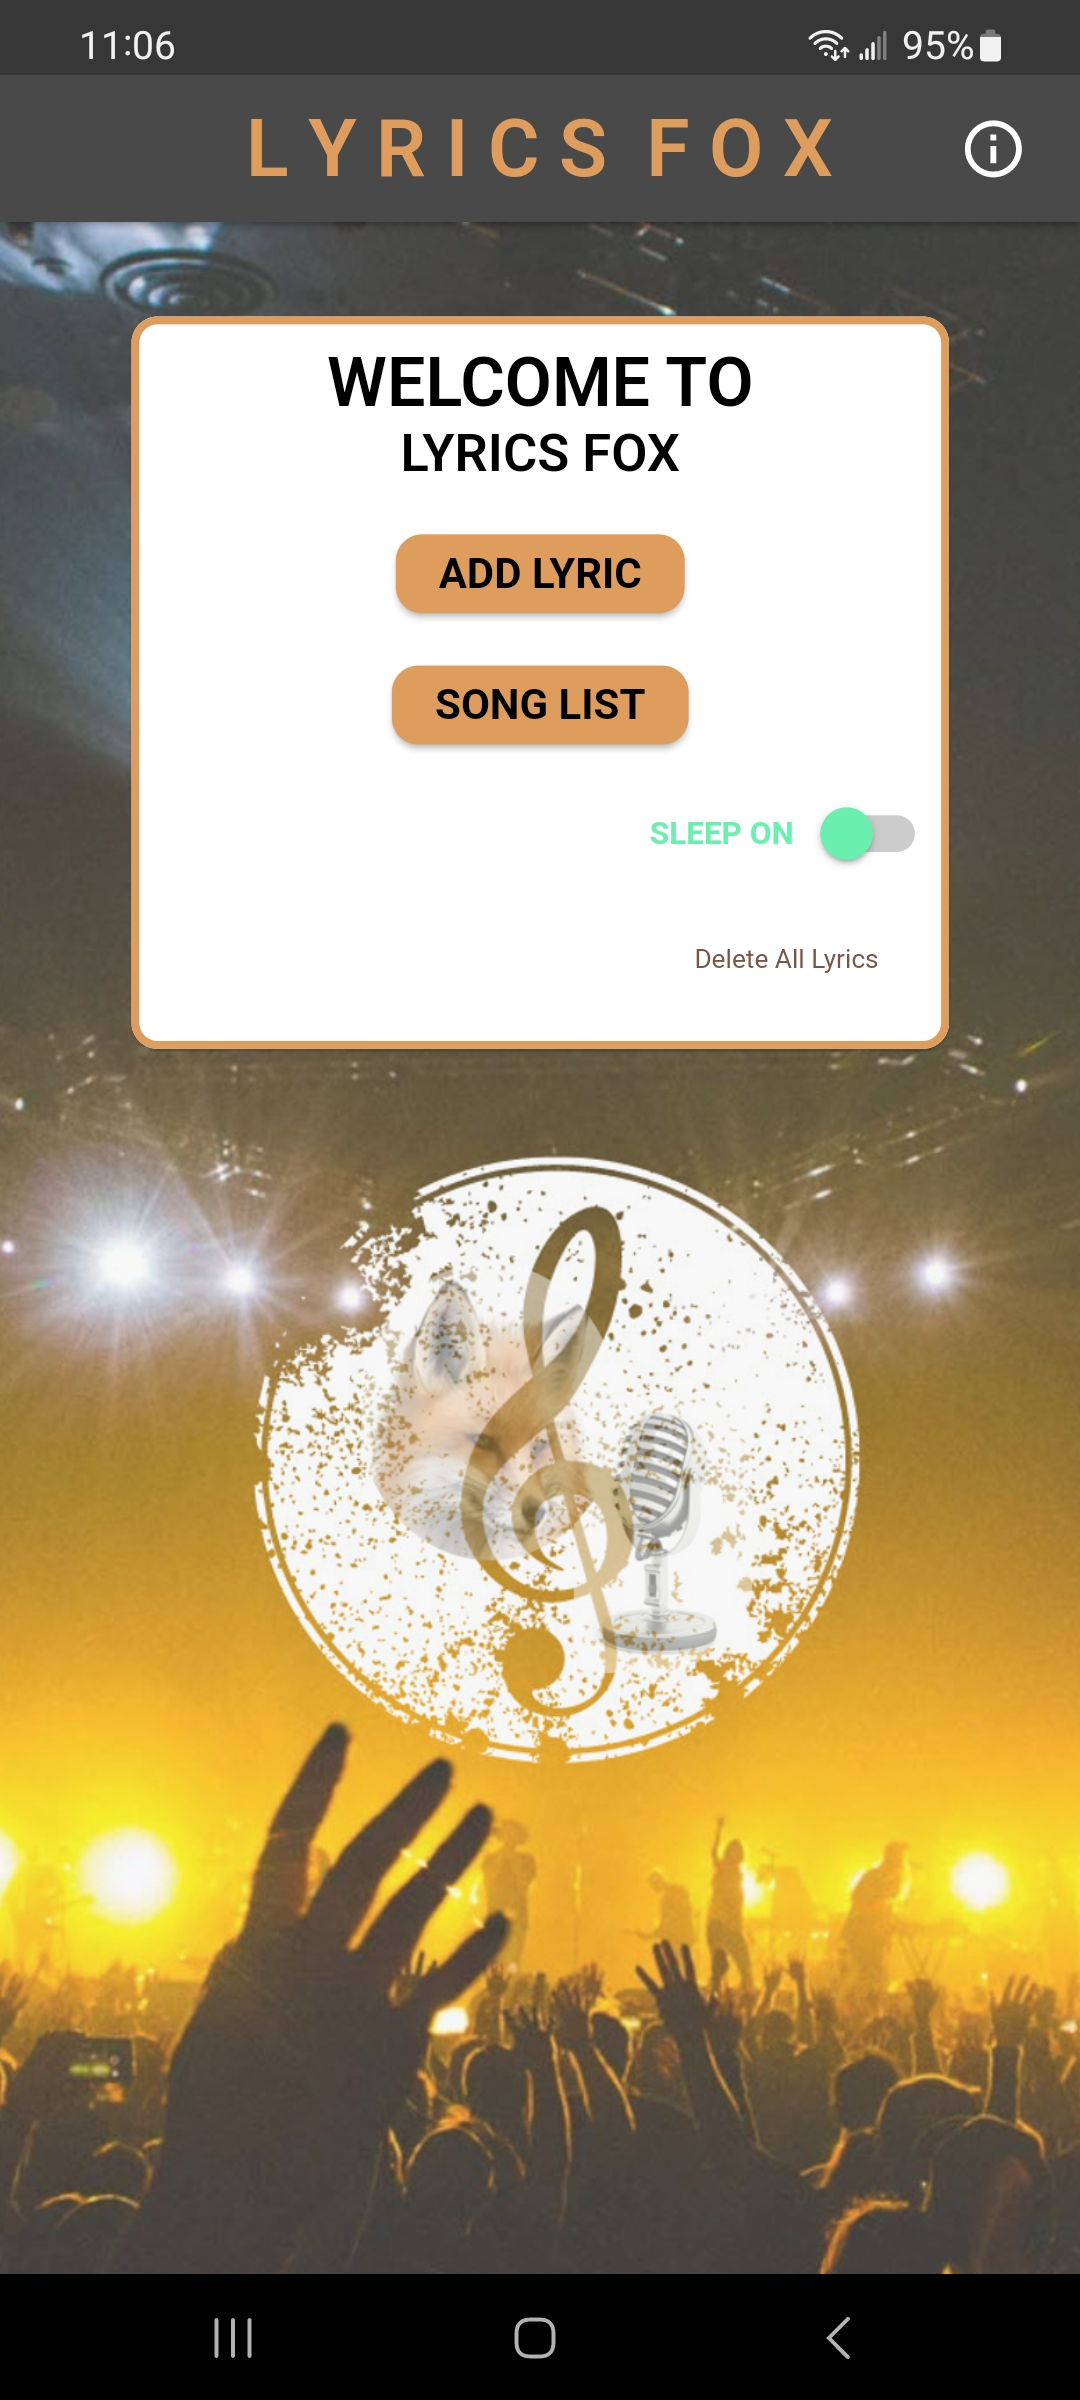 11:06
95%
LYRICS FOX
WELCOME TO
LYRICS FOX
ADD LYRIC
SONG LIST
SLEEP ON
Delete All Lyrics